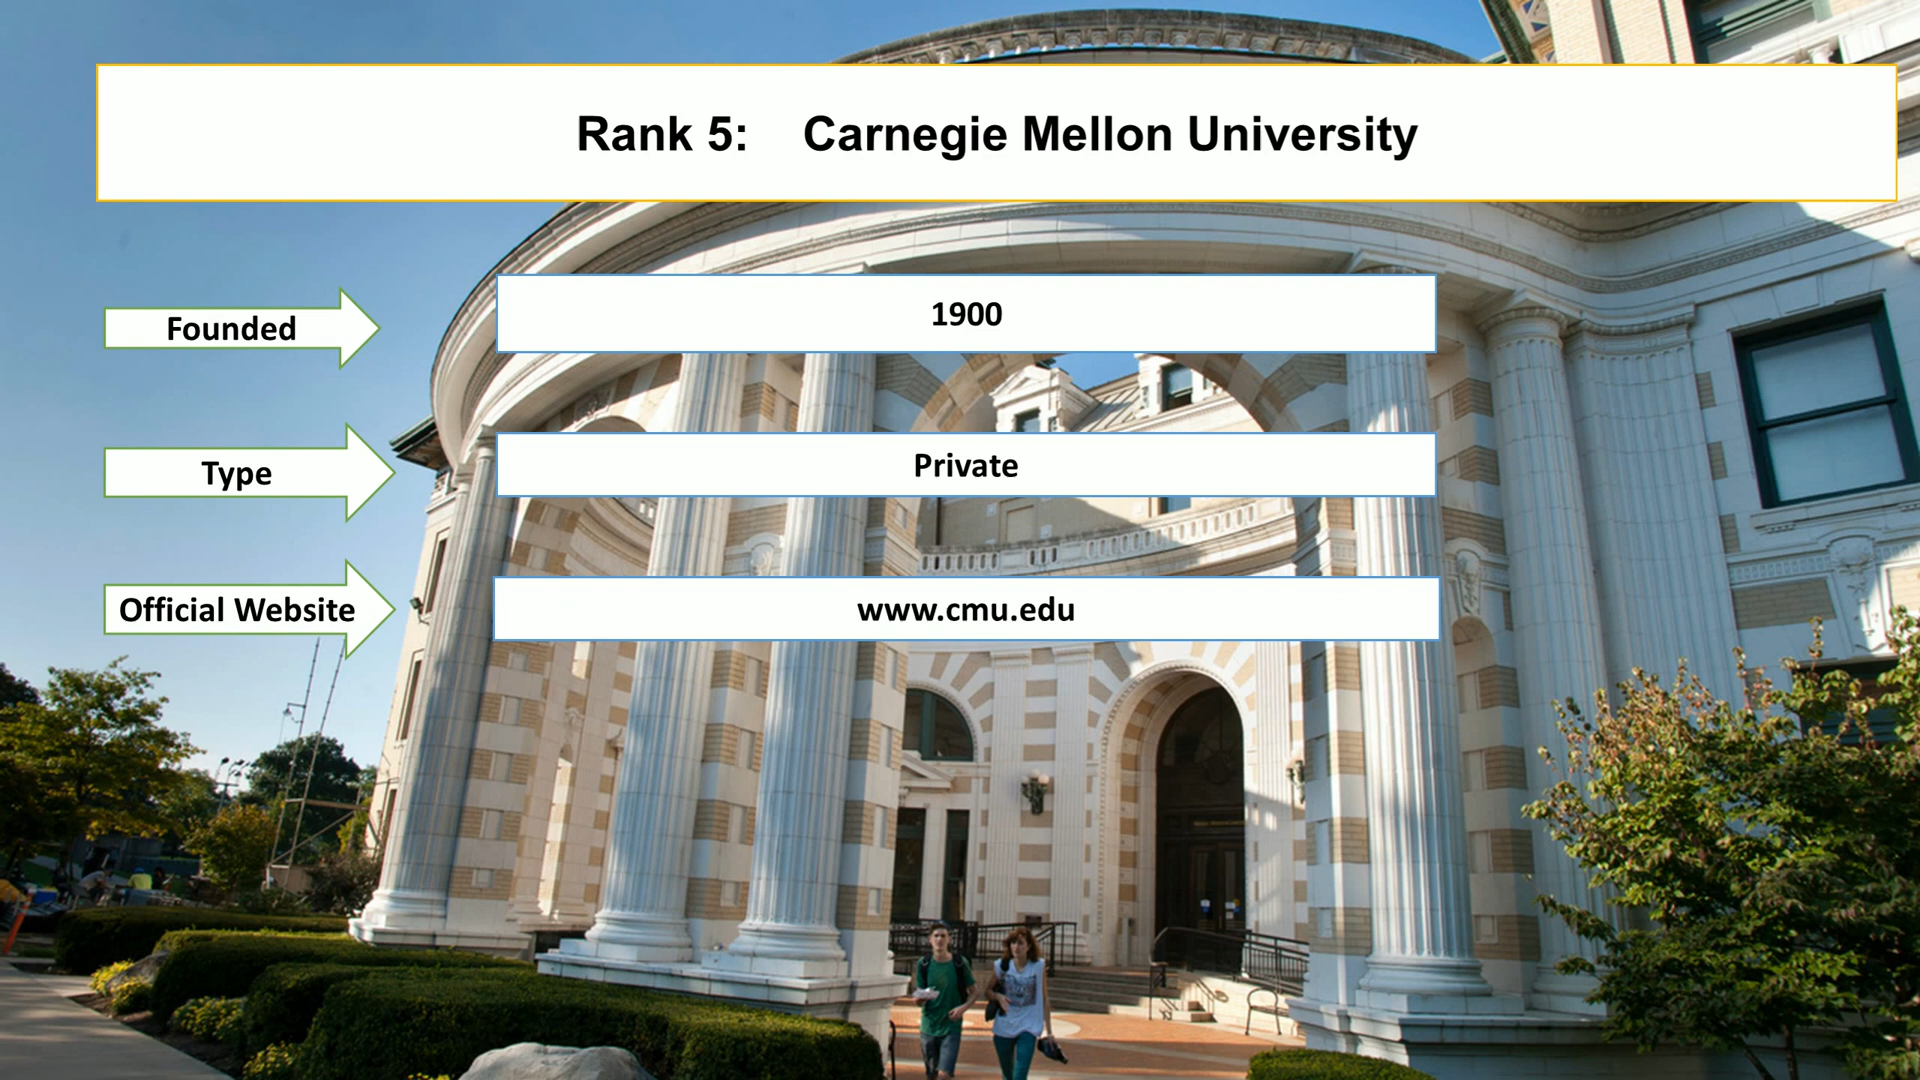 Rank 5: Carnegie Mellon University
Founded
1900
Type
Private
Official Website
www.cmu.edu